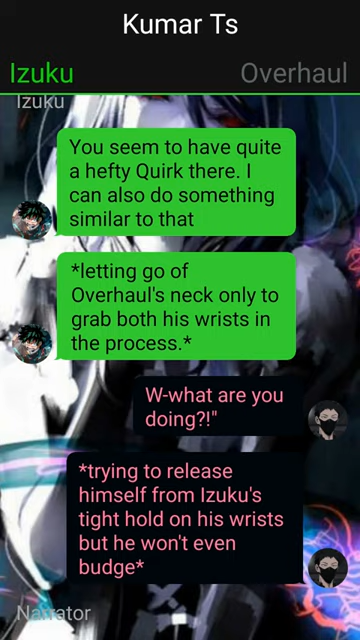 Kumar Ts
Izuku
Overhaul
Izuku
You seem to have quite
a hefty Quirk there. I
can also do something
similar to that
*letting go of
Overhaul's neck only to
grab both his wrists in
the process.*
W-what are you
doing?!"
*trying to release
himself from Izuku's
tight hold on his wrists
but he won't even
budge*
Narrator